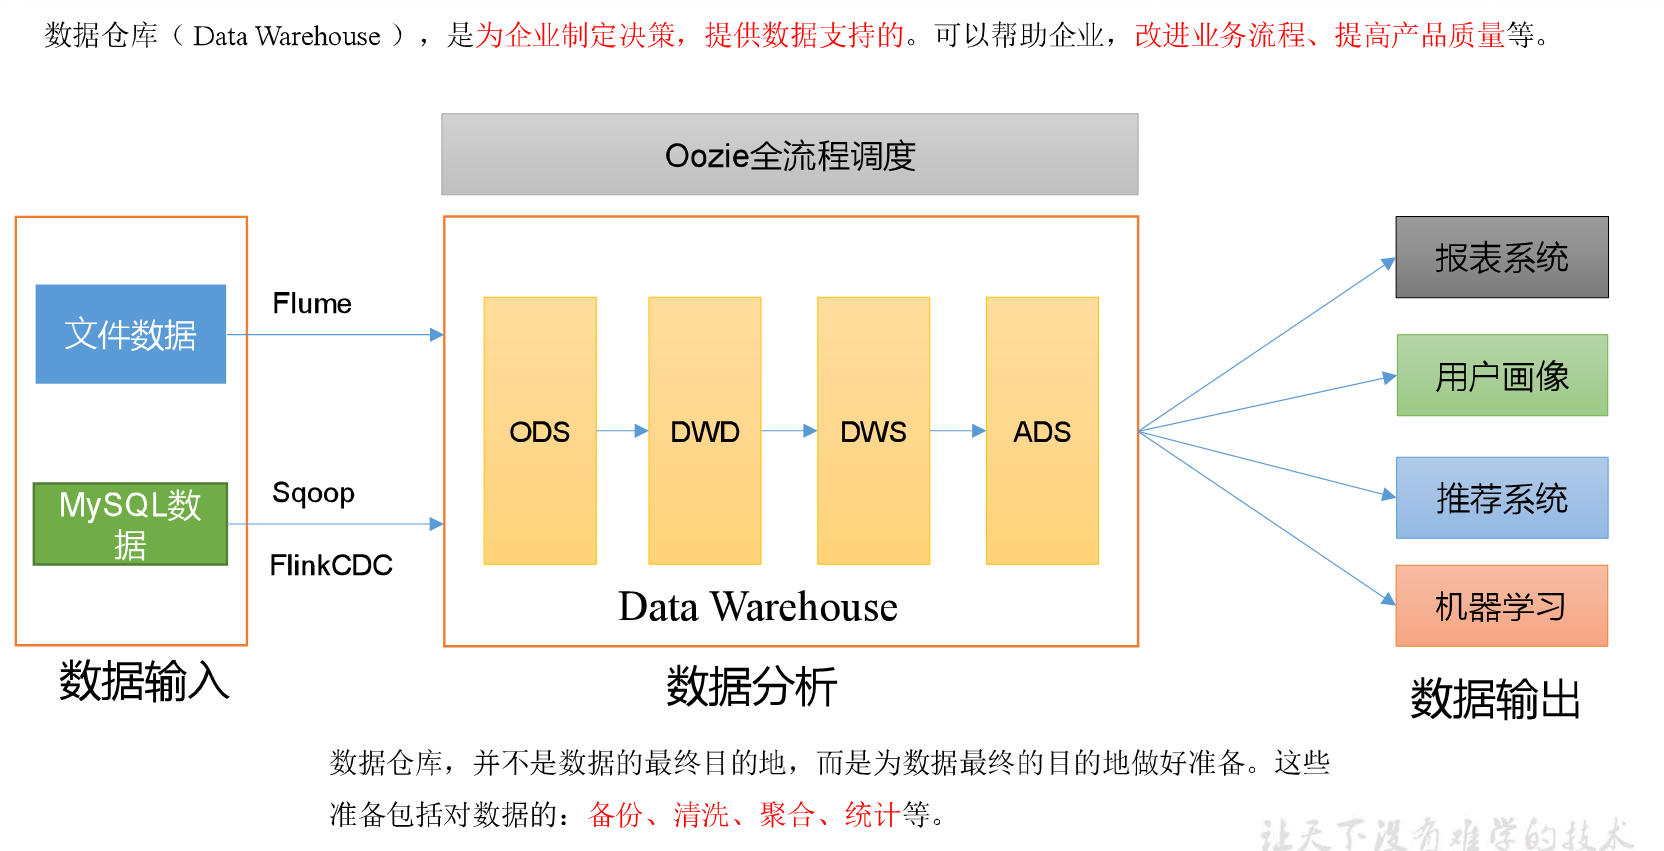 数据仓库（ Data Warehouse ），是为企业制定决策，提供数据支持的。可以帮助企业，改进业务流程、提高产品质量等。
Oozie全流程调度
文件数据
MySQL数
据
Flume
Sqoop
FlinkCDC
ODS
DWD
DWS
ADS
Data Warehouse
报表系统
用户画像
推荐系统
机器学习
数据输入
数据分析
数据输出
数据仓库，并不是数据的最终目的地，而是为数据最终的目的地做好准备。这些
准备包括对数据的：备份、清洗、聚合、统计等。
让天下没有难学的技术